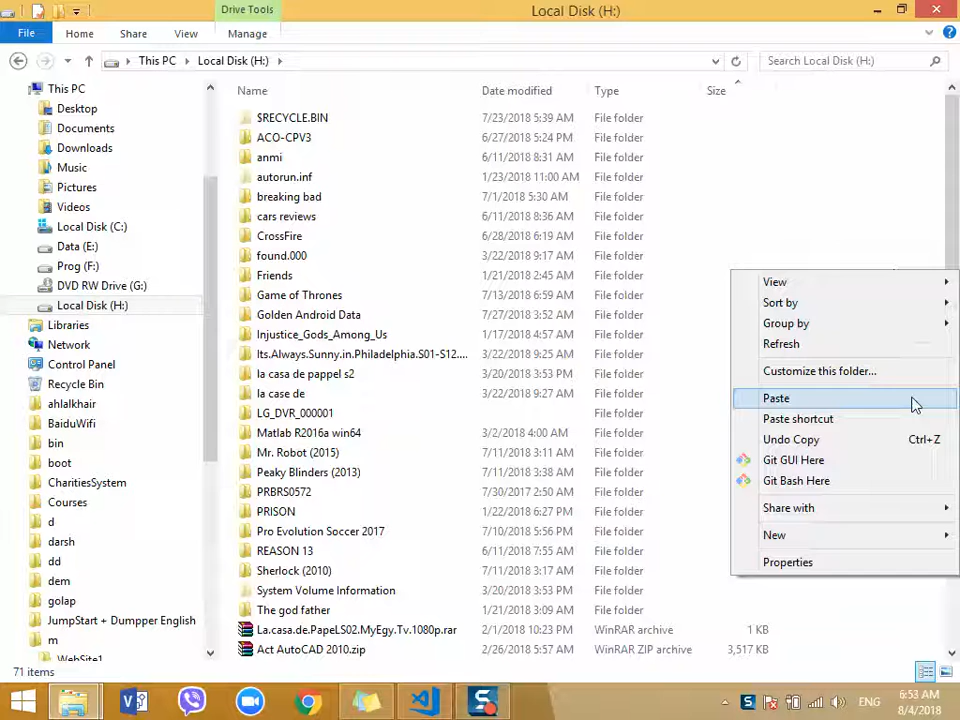 Drive Tools
Local Disk (H:)
File
Home
Share
View
Manage
This PC
Local Disk (H:)
Search Local Disk (H:)
This PC
Desktop
Documents
Downloads
Music
Pictures
Videos
Local Disk (C:)
Data (E:)
Prog (F:)
DVD RW Drive (G:)
Local Disk (H:)
Libraries
Network
Control Panel
Recycle Bin
ahlalkhair
BaiduWifi
bin
boot
CharitiesSystem
Courses
d
darsh
dd
dem
golap
JumpStart + Dumpper English
m
WebSite1
Name Date modified Type Size
$RECYCLE.BIN 7/23/2018 5:39 AM File folder
ACO-CPV3 6/27/2018 5:24 PM File folder
anmi 6/11/2018 8:31 AM File folder
autorun.inf 1/23/2018 11:00 AM File folder
breaking bad 7/1/2018 5:30 AM File folder
cars reviews 6/11/2018 8:36 AM File folder
CrossFire 6/28/2018 6:19 AM File folder
found.000 3/22/2018 9:25 PM File folder
Friends 1/21/2018 2:45 AM File folder
Game of Thrones 7/13/2018 6:59 AM File folder
Golden Android Data 7/27/2018 3:52 AM File folder
Injustice_Gods_Among_Us 1/17/2018 4:57 AM File folder
Its.Always.Sunny.in.Philadelphia.S01-S12.... 3/22/2018 9:25 AM File folder
la casa de pappel s2 3/20/2018 3:53 PM File folder
la casa de 3/22/2018 9:27 AM File folder
LG_DVR_000001 File folder
Matlab R2016a win64 3/2/2018 4:00 AM File folder
Mr. Robot (2015) 7/11/2018 3:56 AM File folder
Peaky Blinders (2013) 7/11/2018 3:38 AM File folder
PRBRS0572 7/30/2017 2:50 AM File folder
PRISON 1/22/2018 6:27 PM File folder
Pro Evolution Soccer 2017 7/10/2018 5:56 PM File folder
REASON 13 6/11/2018 7:55 AM File folder
Sherlock (2010) 7/11/2018 3:17 AM File folder
System Volume Information 3/20/2018 3:53 PM File folder
The god father 1/21/2018 3:09 AM File folder
La.casa.de.PapeLS02.MyEgy.Tv.1080p.rar 2/1/2018 10:23 PM WinRAR archive 1 KB
Act AutoCAD 2010.zip 2/26/2018 5:57 AM WinRAR ZIP archive 3,517 KB
View
Sort by
Group by
Refresh
Customize this folder...
Paste
Paste shortcut
Undo Copy Ctrl+Z
Git GUI Here
Git Bash Here
Share with
New
Properties
71 items
ENG
6:53 AM
8/4/2018